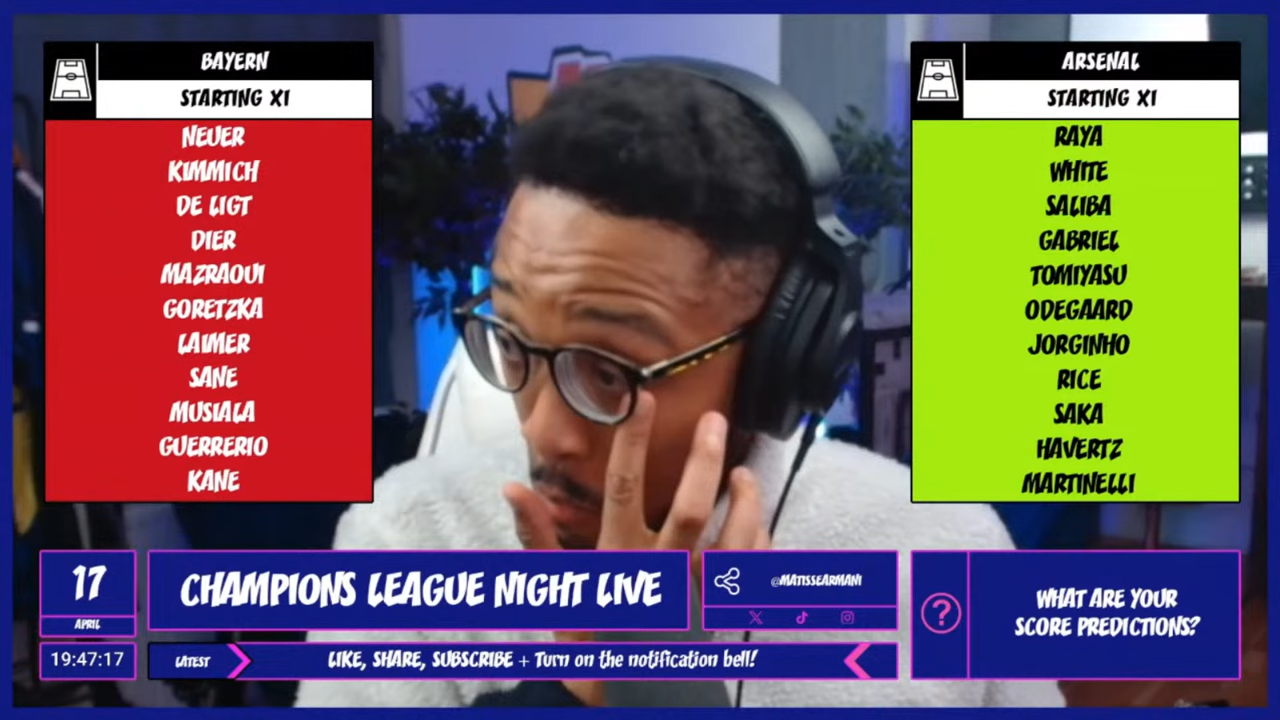 BAYERN
STARTING XI
NEUER
KIMMICH
DE LIGT
DIER
MAZRAOUI
GORETZKA
LAIMER
SANE
MUSIALA
GUERRERIO
KANE
ARSENAL
STARTING XI
RAYA
WHITE
SALIBA
GABRIEL
TOMIYASU
ODEGAARD
JORGINHO
RICE
SAKA
HAVERTZ
MARTINELLI
17
APRIL
19:47:17
CHAMPIONS LEAGUE NIGHT LIVE
LATEST
LIKE, SHARE, SUBSCRIBE + Turn on the notification bell!
@MATISSEARMANI
?
WHAT ARE YOUR
SCORE PREDICTIONS?